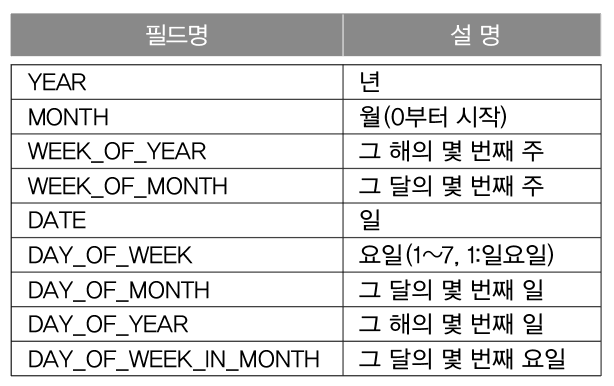 필드명 설 명
YEAR 년
MONTH 월(0부터 시작)
WEEK_OF_YEAR 그 해의 몇 번째 주
WEEK_OF_MONTH 그 달의 몇 번째 주
DATE 일
DAY_OF_WEEK 요일(1~7, 1:일요일)
DAY_OF_MONTH 그 달의 몇 번째 일
DAY_OF_YEAR 그 해의 몇 번째 일
DAY_OF_WEEK_IN_MONTH 그 달의 몇 번째 요일